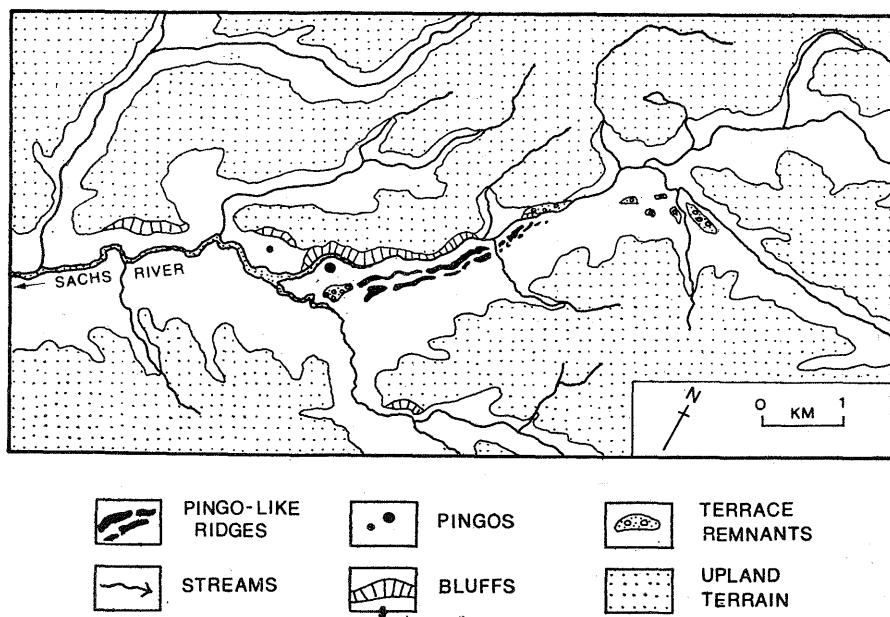 SACHS RIVER
N
0 1
KM
PINGO-LIKE
RIDGES
PINGOS
TERRACE
REMNANTS
STREAMS
BLUFFS
UPLAND
TERRAIN